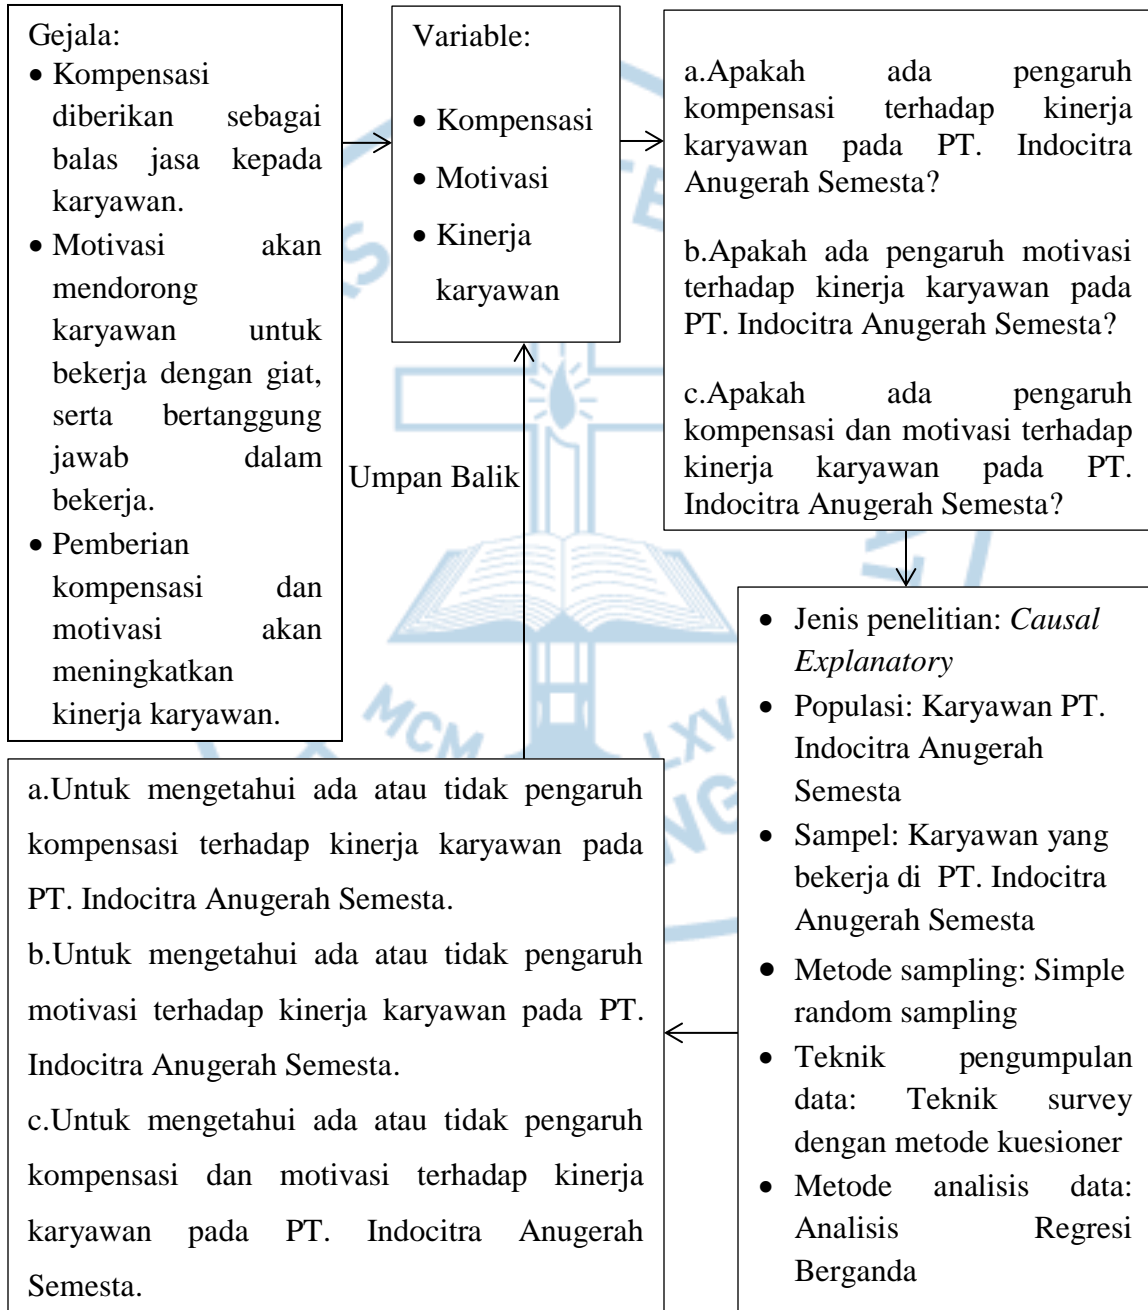 Gejala:
• Kompensasi
diberikan sebagai
balas jasa kepada
karyawan.
• Motivasi akan
mendorong
karyawan untuk
bekerja dengan giat,
serta bertanggung
jawab dalam
bekerja.
• Pemberian
kompensasi dan
motivasi akan
meningkatkan
kinerja karyawan.
Variable:
• Kompensasi
• Motivasi
• Kinerja
karyawan
a.Apakah ada pengaruh
kompensasi terhadap kinerja
karyawan pada PT. Indocitra
Anugerah Semesta?
b.Apakah ada pengaruh motivasi
terhadap kinerja karyawan pada
PT. Indocitra Anugerah Semesta?
c.Apakah ada pengaruh
kompensasi dan motivasi terhadap
kinerja karyawan pada PT.
Indocitra Anugerah Semesta?
Umpan Balik
• Jenis penelitian: Causal
Explanatory
• Populasi: Karyawan PT.
Indocitra Anugerah
Semesta
• Sampel: Karyawan yang
bekerja di PT. Indocitra
Anugerah Semesta
• Metode sampling: Simple
random sampling
• Teknik pengumpulan
data: Teknik survey
dengan metode kuesioner
• Metode analisis data:
Analisis Regresi
Berganda
a.Untuk mengetahui ada atau tidak pengaruh
kompensasi terhadap kinerja karyawan pada
PT. Indocitra Anugerah Semesta.
b.Untuk mengetahui ada atau tidak pengaruh
motivasi terhadap kinerja karyawan pada PT.
Indocitra Anugerah Semesta.
c.Untuk mengetahui ada atau tidak pengaruh
kompensasi dan motivasi terhadap kinerja
karyawan pada PT. Indocitra Anugerah
Semesta.
MCM LXV